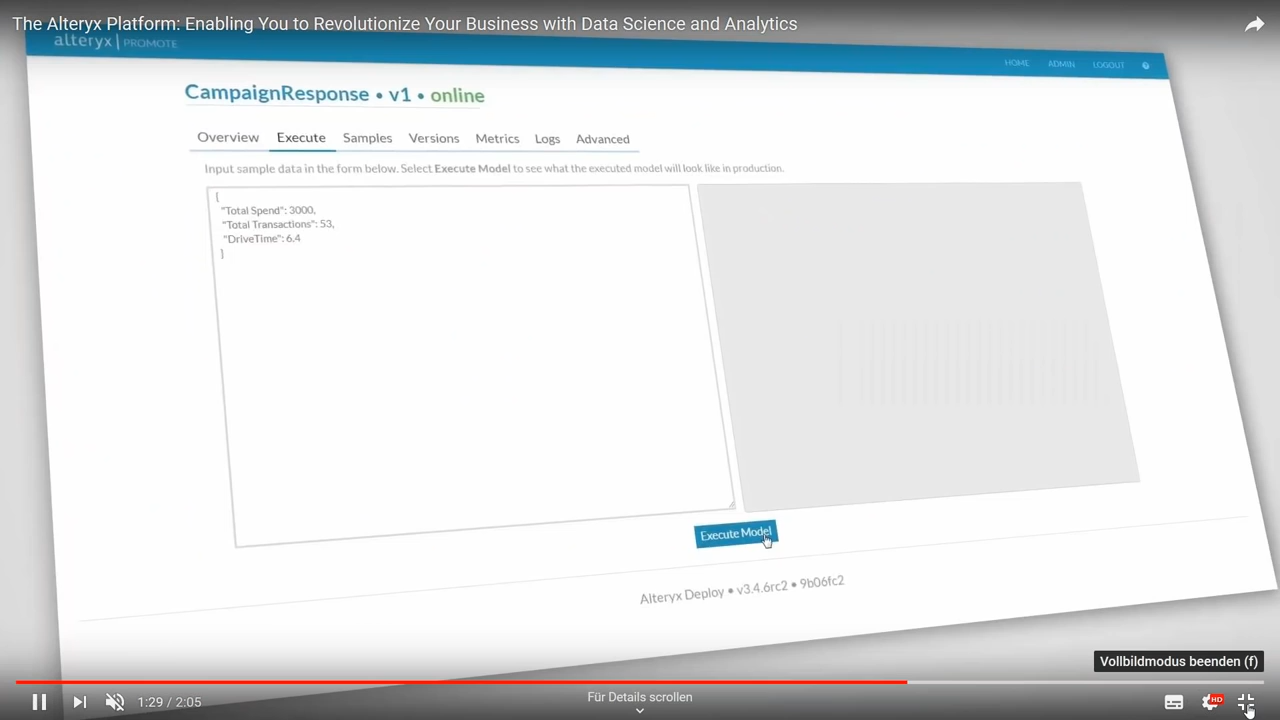 The Alteryx Platform: Enabling You to Revolutionize Your Business with Data Science and Analytics
alteryx | PROMOTE
HOME ADMIN LOGOUT
CampaignResponse • v1 • online
Overview Execute Samples Versions Metrics Logs Advanced
Input sample data in the form below. Select Execute Model to see what the executed model will look like in production.
{
"Total Spend": 3000,
"Total Transactions": 53,
"DriveTime": 6.4
}
Execute Model
Alteryx Deploy • v3.4.6rc2 • 9b06fc2
Vollbildmodus beenden (f)
1:29 / 2:05
Für Details scrollen
HD